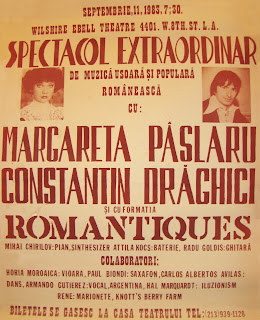 SEPTEMBRIE,11,1983,7:30.
WILSHIRE EBELL THEATRE 4401. W.8TH.ST. L.A.
SPECTACOL EXTRAORDINAR
DE MUZICĂ UȘOARĂ ȘI POPULARĂ
ROMÂNEASCĂ
CU:
MARGARETA PÂSLARU
CONSTANTIN DRĂGHICI
ȘI CU FORMATIA
ROMANTIQUES
MIHAI CHIRILOV: PIAN, SINTHESIZER ATTILA KOCS: BATERIE, RADU GOLDIS: GHITARĂ
COLABORATORI:
HORIA MOROAICA: VIOARA, PAUL BIONDI: SAXAFON, CARLOS ALBERTOS AVILAS:
DANS, ARMANDO GUTIEREZ: VOCAL, ARGENTINA, HAL MARQUARDT: ILUZIONISM
RENE: MARIONETE, KNOTT'S BERRY FARM
BILETELE SE GASESC LA CASA TEATRULUI TEL: (213) 939-1128